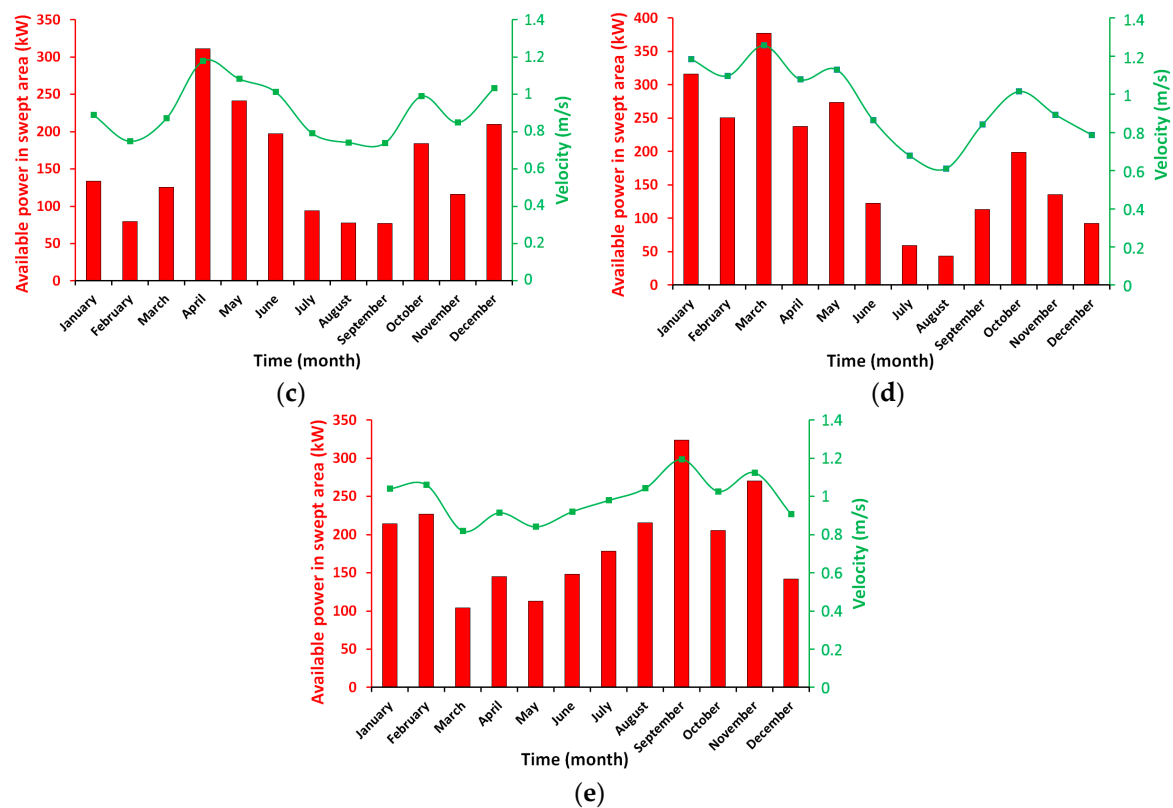 Available power in swept area (kW)
350
300
250
200
150
100
50
0
1.4
1.2
1
0.8
0.6
0.4
0.2
0
Velocity (m/s)
January
February
March
April
May
June
July
August
September
October
November
December
Time (month)
(c)
Available power in swept area (kW)
400
350
300
250
200
150
100
50
0
1.4
1.2
1
0.8
0.6
0.4
0.2
0
Velocity (m/s)
January
February
March
April
May
June
July
August
September
October
November
December
Time (month)
(d)
Available power in swept area (kW)
350
300
250
200
150
100
50
0
1.4
1.2
1
0.8
0.6
0.4
0.2
0
Velocity (m/s)
January
February
March
April
May
June
July
August
September
October
November
December
Time (month)
(e)